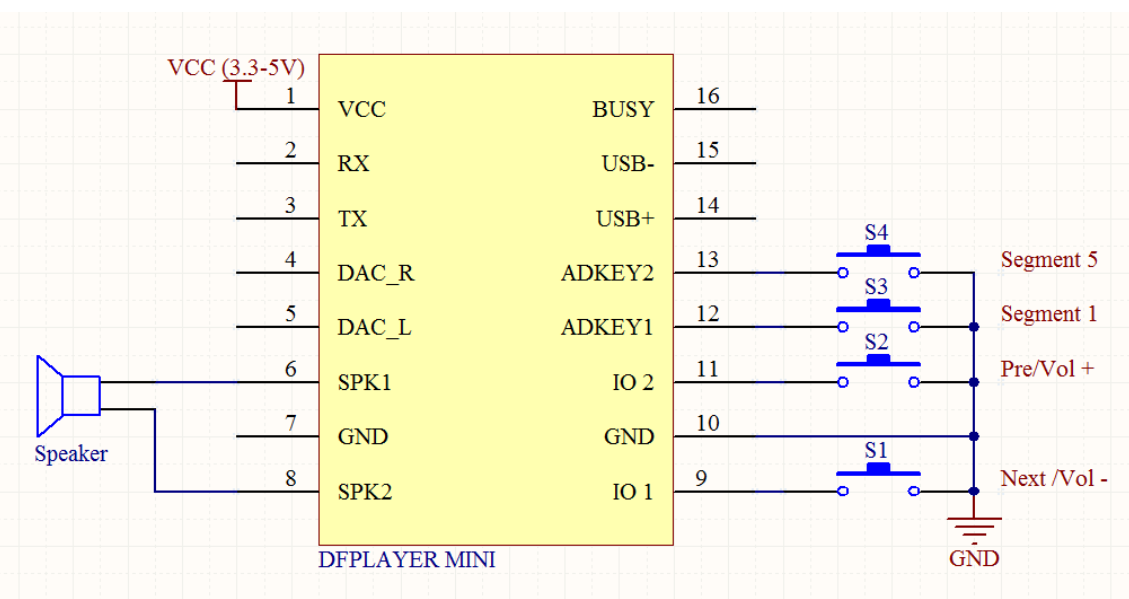 VCC (3.3-5V)
1 VCC BUSY 16
2 RX USB- 15
3 TX USB+ 14
S4
4 DAC_R ADKEY2 13 Segment 5
S3
5 DAC_L ADKEY1 12 Segment 1
S2
6 SPK1 IO 2 11 Pre/Vol +
7 GND GND 10
Speaker
S1
8 SPK2 IO 1 9 Next /Vol -
DFPLAYER MINI
GND